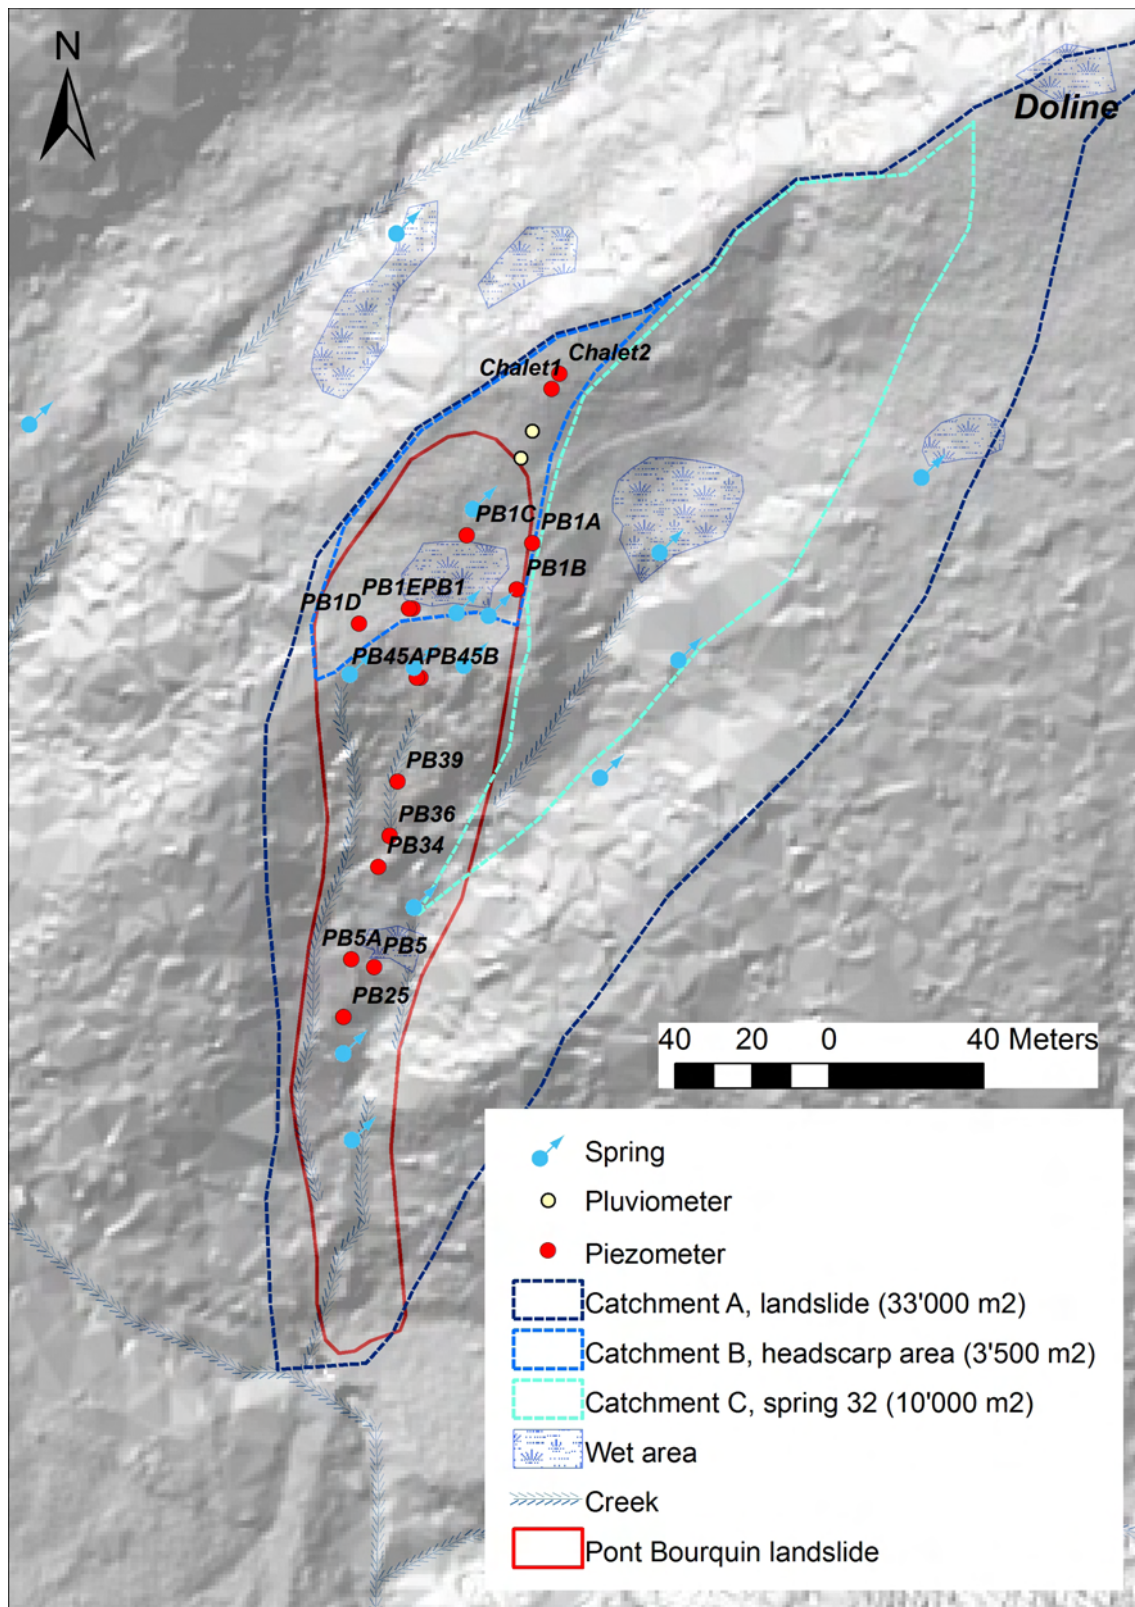 N
Doline
Chalet2
Chalet1
PB1C
PB1A
PB1B
PB1EPB1
PB1D
PB45APB45B
PB39
PB36
PB34
PB5A
PB5
PB25
40 20 0 40 Meters
Spring
Pluviometer
Piezometer
Catchment A, landslide (33'000 m2)
Catchment B, headscarp area (3'500 m2)
Catchment C, spring 32 (10'000 m2)
Wet area
Creek
Pont Bourquin landslide